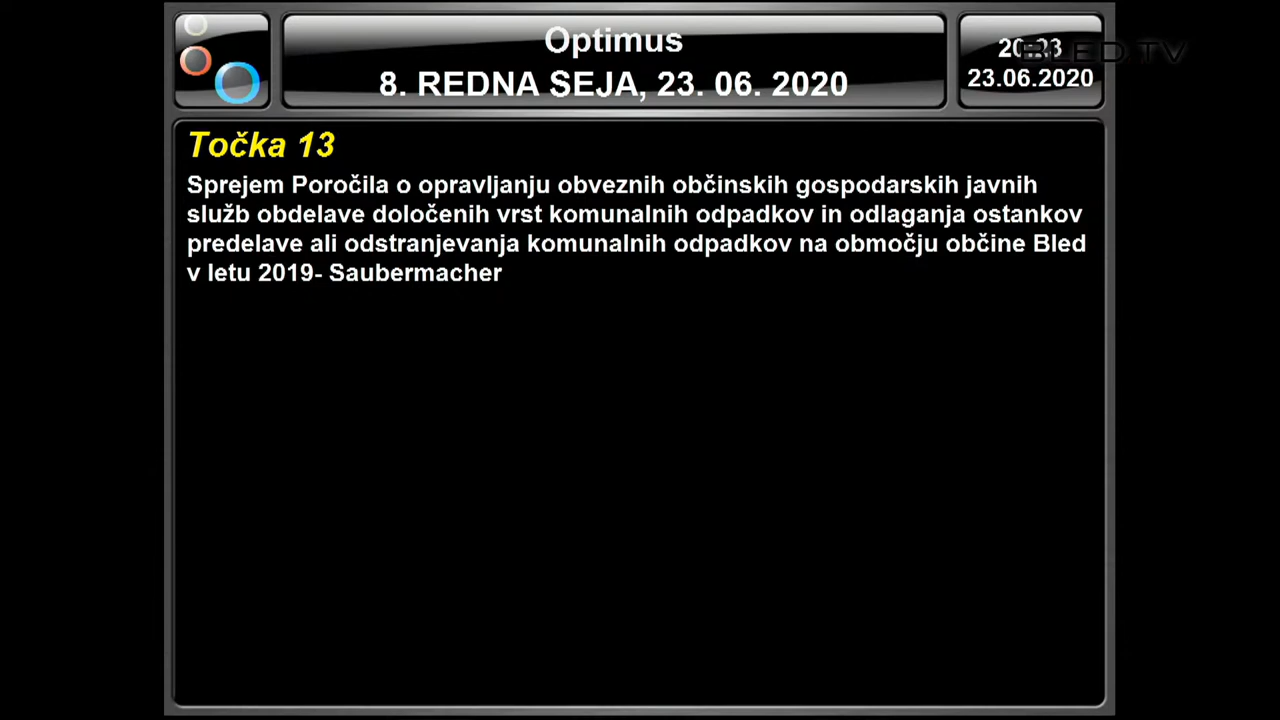 Optimus
8. REDNA SEJA, 23. 06. 2020
BLED.TV
23.06.2020
Točka 13
Sprejem Poročila o opravljanju obveznih občinskih gospodarskih javnih
služb obdelave določenih vrst komunalnih odpadkov in odlaganja ostankov
predelave ali odstranjevanja komunalnih odpadkov na območju občine Bled
v letu 2019- Saubermacher